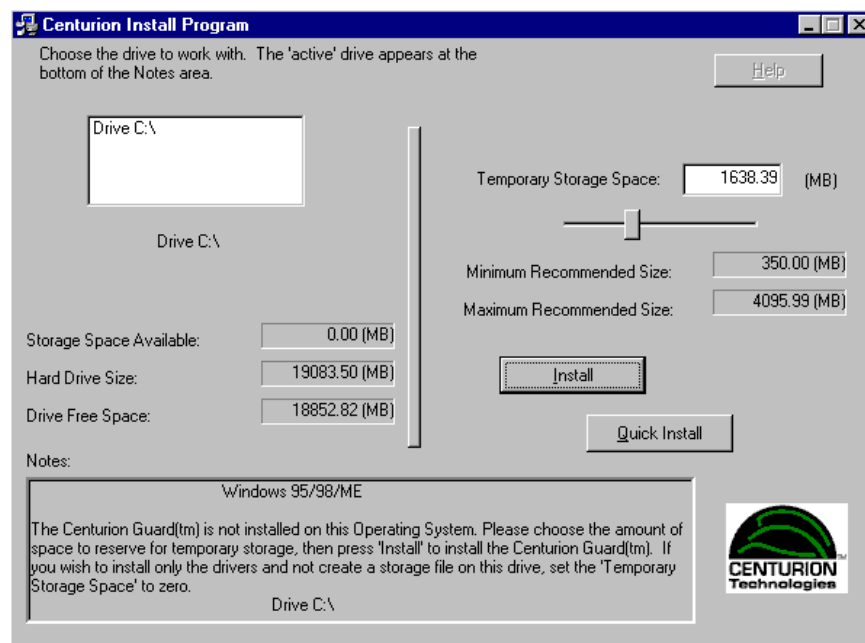 Centurion Install Program
Choose the drive to work with. The 'active' drive appears at the
bottom of the Notes area.
Help
Drive C:\
Drive C:\
Temporary Storage Space: 1638.39 (MB)
Minimum Recommended Size: 350.00 (MB)
Maximum Recommended Size: 4095.99 (MB)
Storage Space Available: 0.00 (MB)
Hard Drive Size: 19083.50 (MB)
Drive Free Space: 18852.82 (MB)
Install
Quick Install
Notes:
Windows 95/98/ME
The Centurion Guard(tm) is not installed on this Operating System. Please choose the amount of
space to reserve for temporary storage, then press 'Install' to install the Centurion Guard(tm). If
you wish to install only the drivers and not create a storage file on this drive, set the 'Temporary
Storage Space' to zero.
Drive C:\
CENTURION™
Technologies